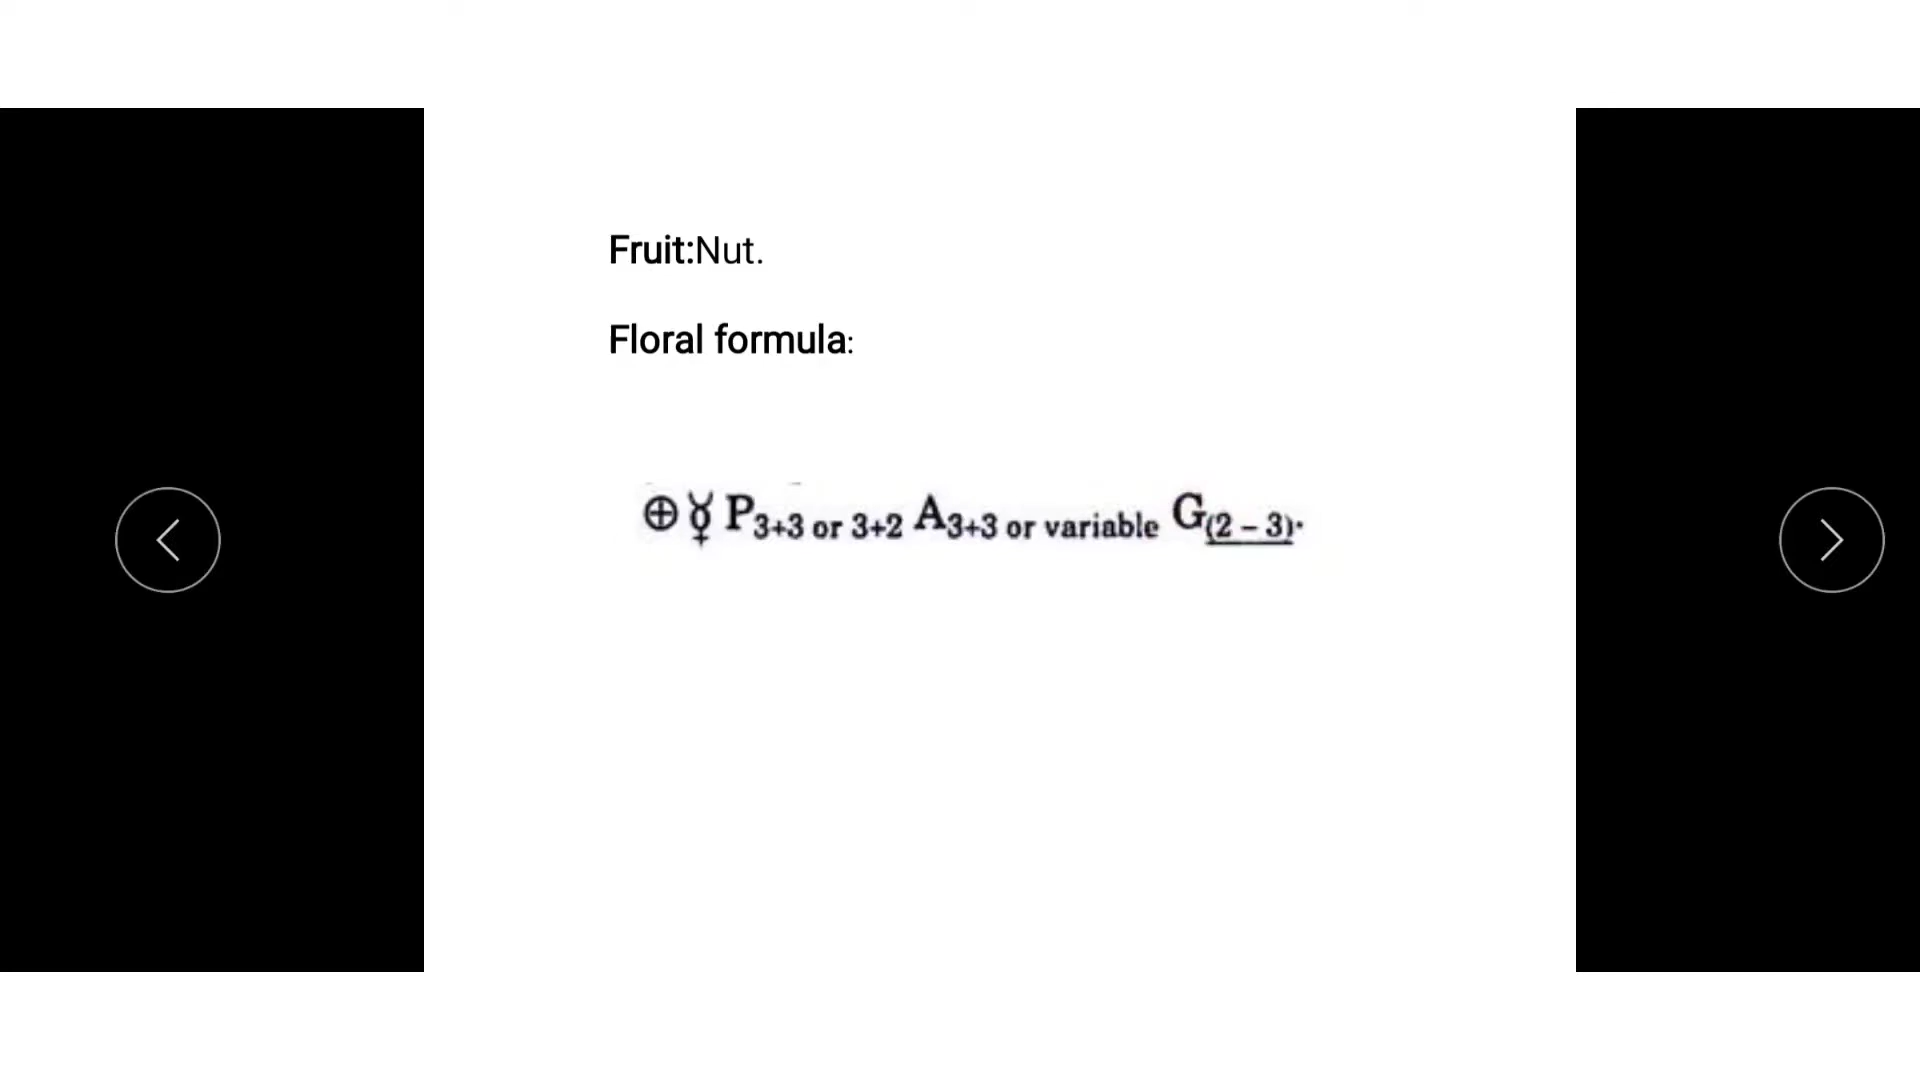 Fruit:Nut.
Floral formula:
⊕ ⚥ P3+3 or 3+2 A3+3 or variable G(2 – 3)·